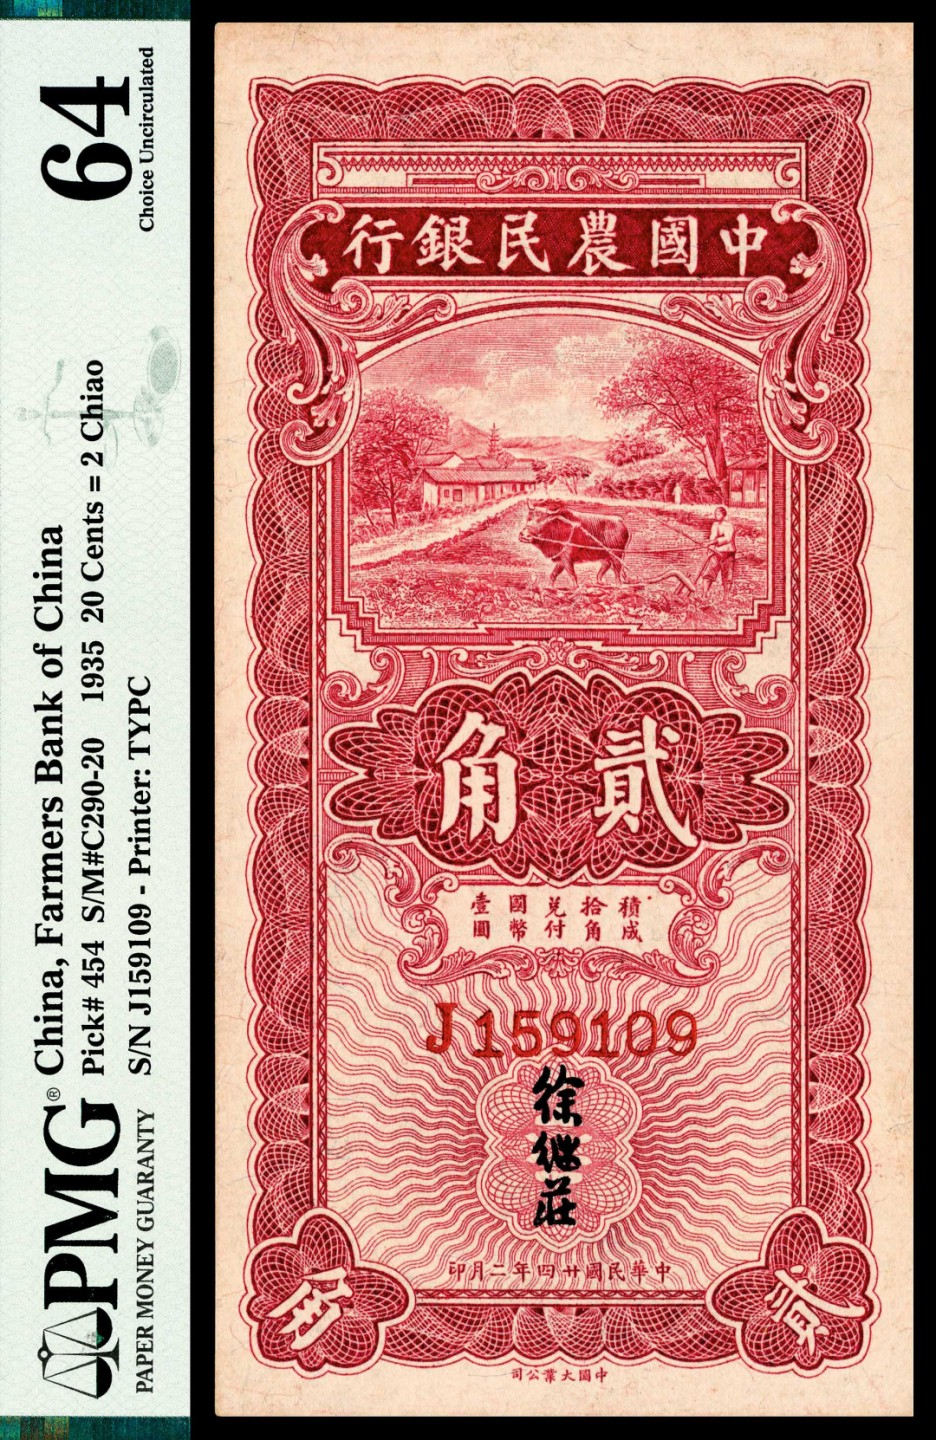 PMG® China, Farmers Bank of China
PAPER MONEY GUARANTY
Pick# 454 S/M#C290-20 1935 20 Cents = 2 Chiao
S/N J159109 - Printer: TYPC
64
Choice Uncirculated
中國農民銀行
貳角
積成
拾角
兌付
國幣
壹圓
J159109
徐繼莊
中華民國廿四年二月印
貳角
中國大業公司